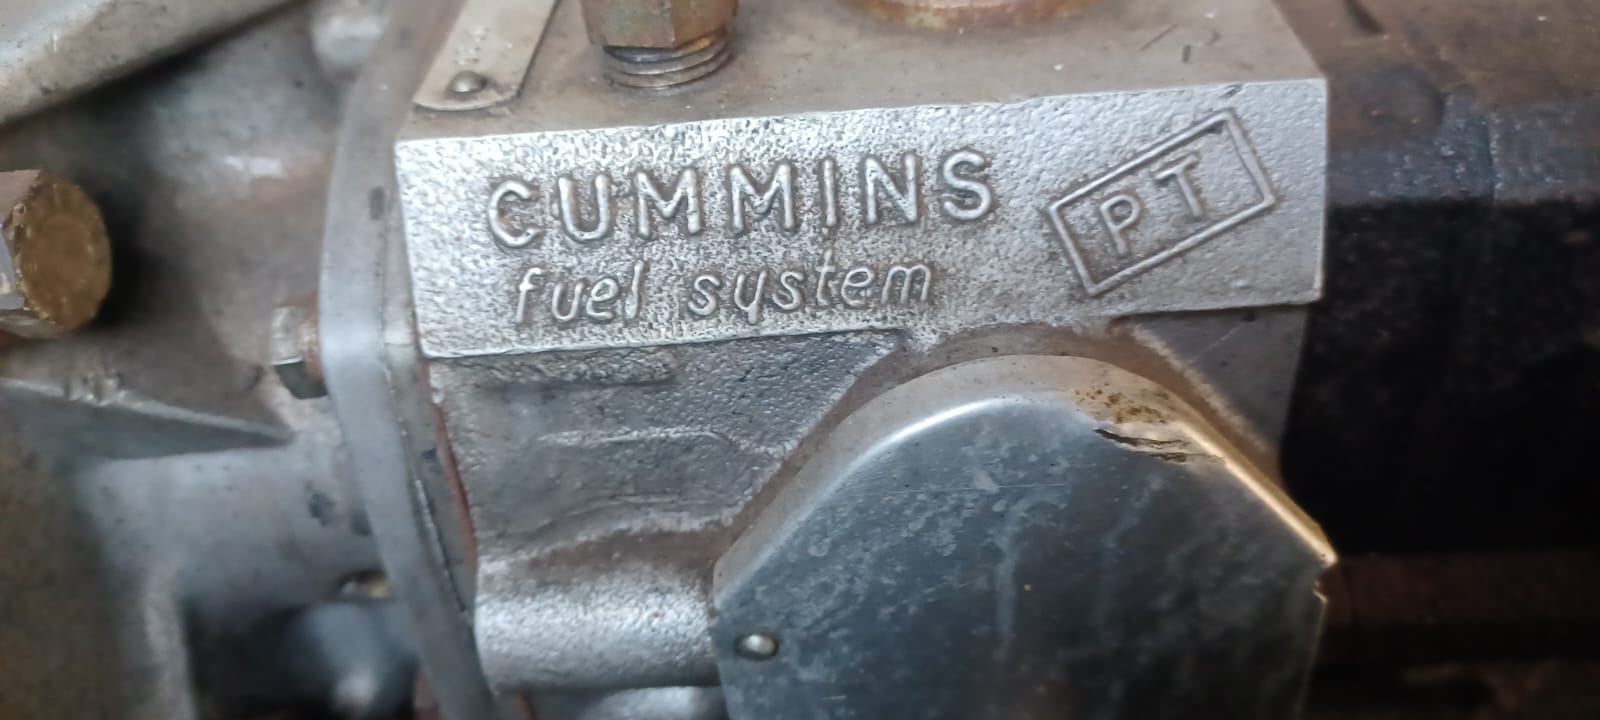 CUMMINS PT
fuel system